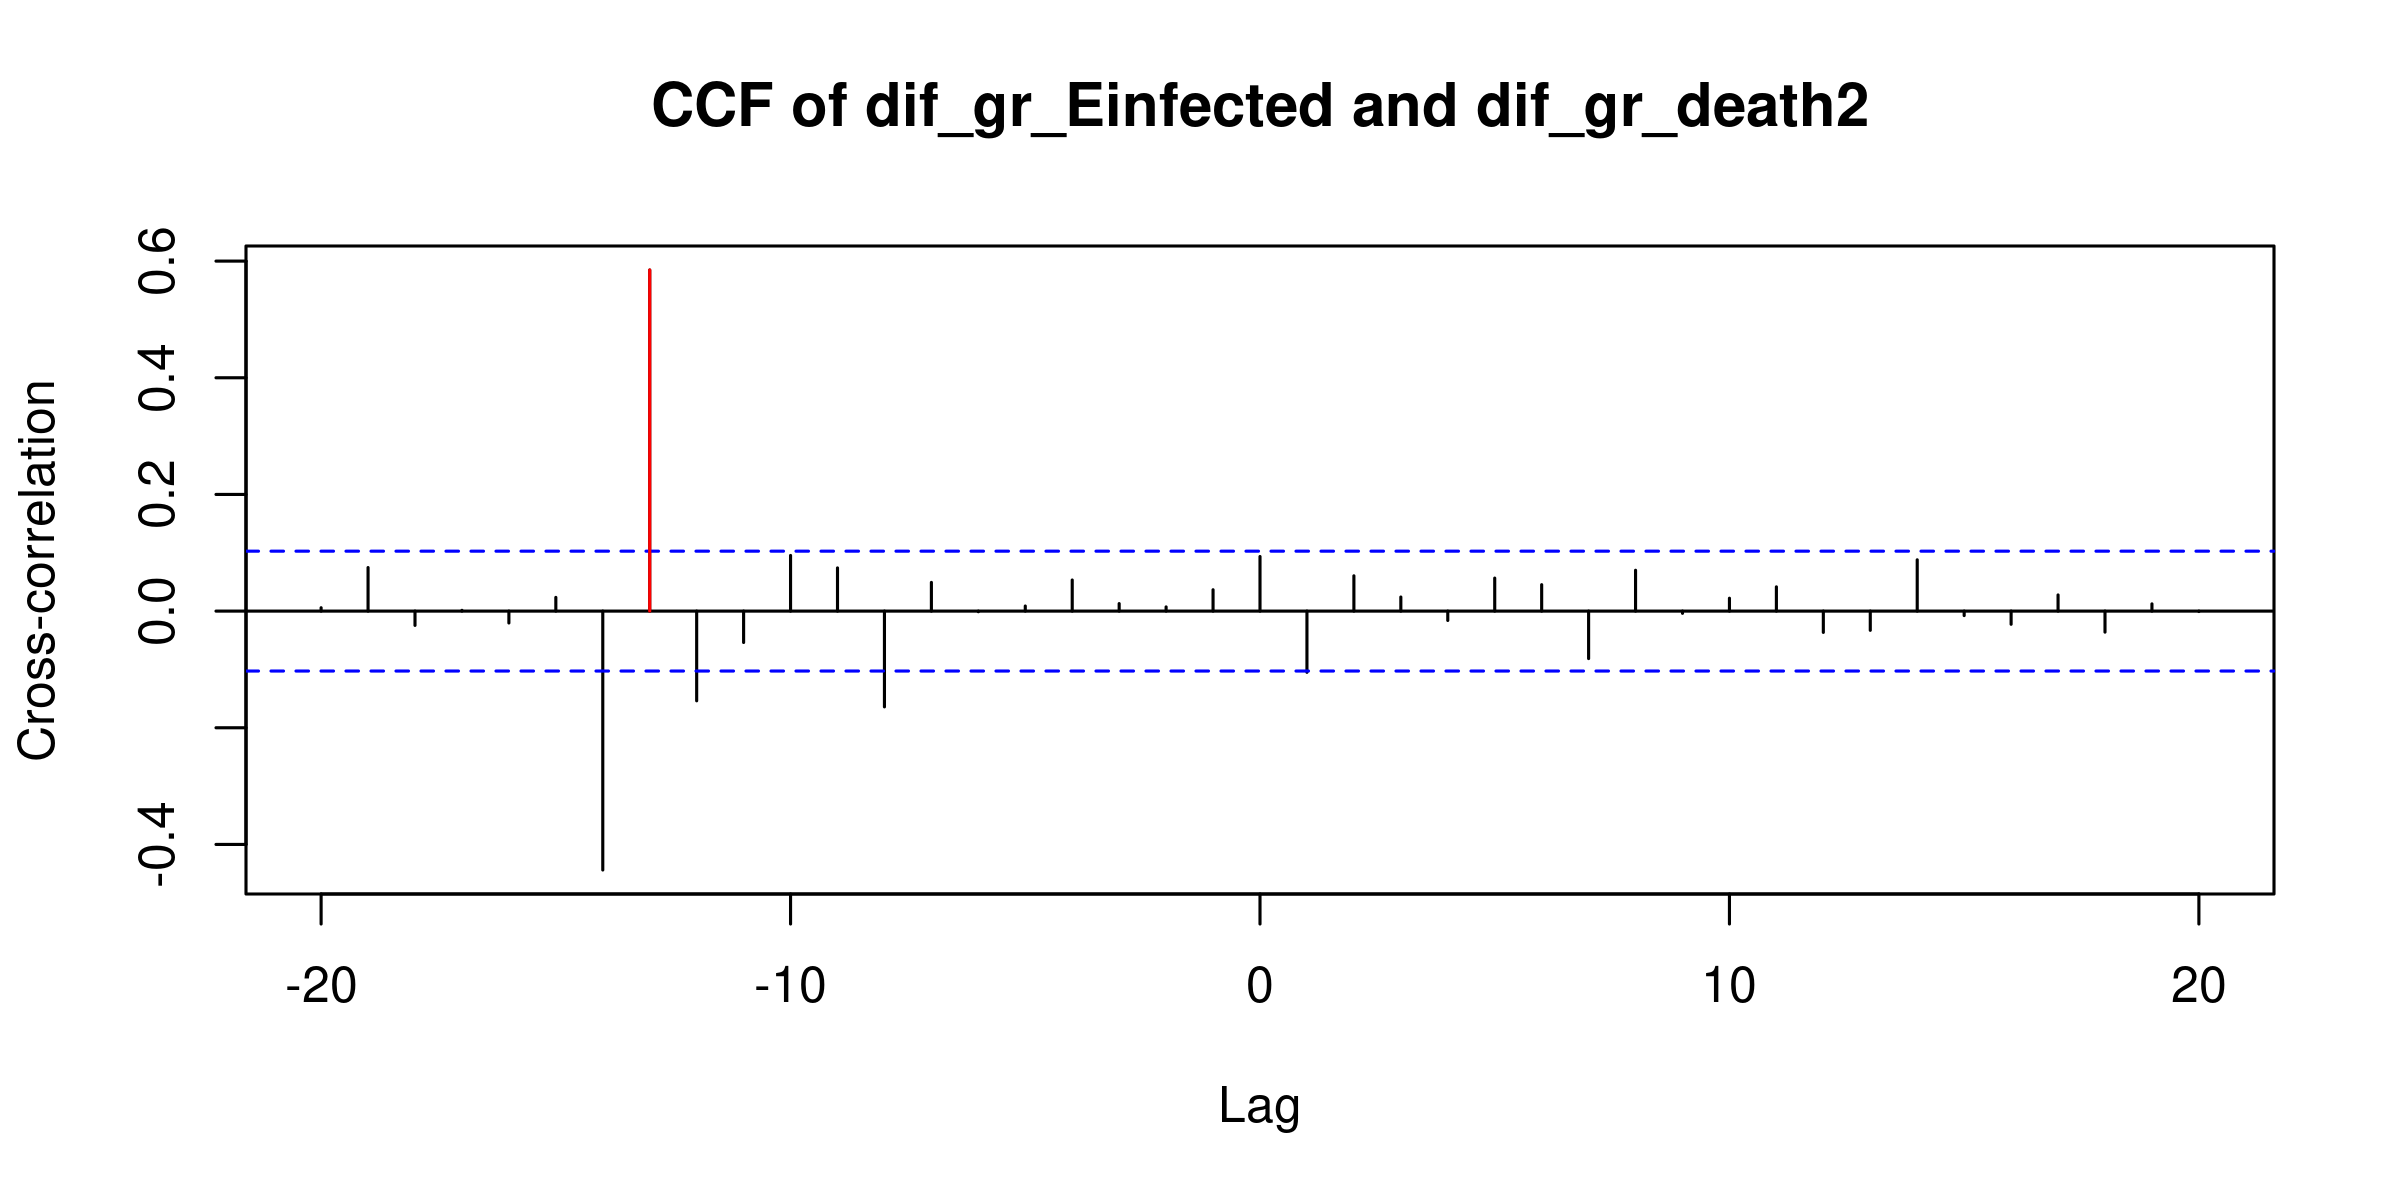 CCF of dif_gr_Einfected and dif_gr_death2
Cross-correlation
0.6
0.4
0.2
0.0
-0.4
-20 -10 0 10 20
Lag